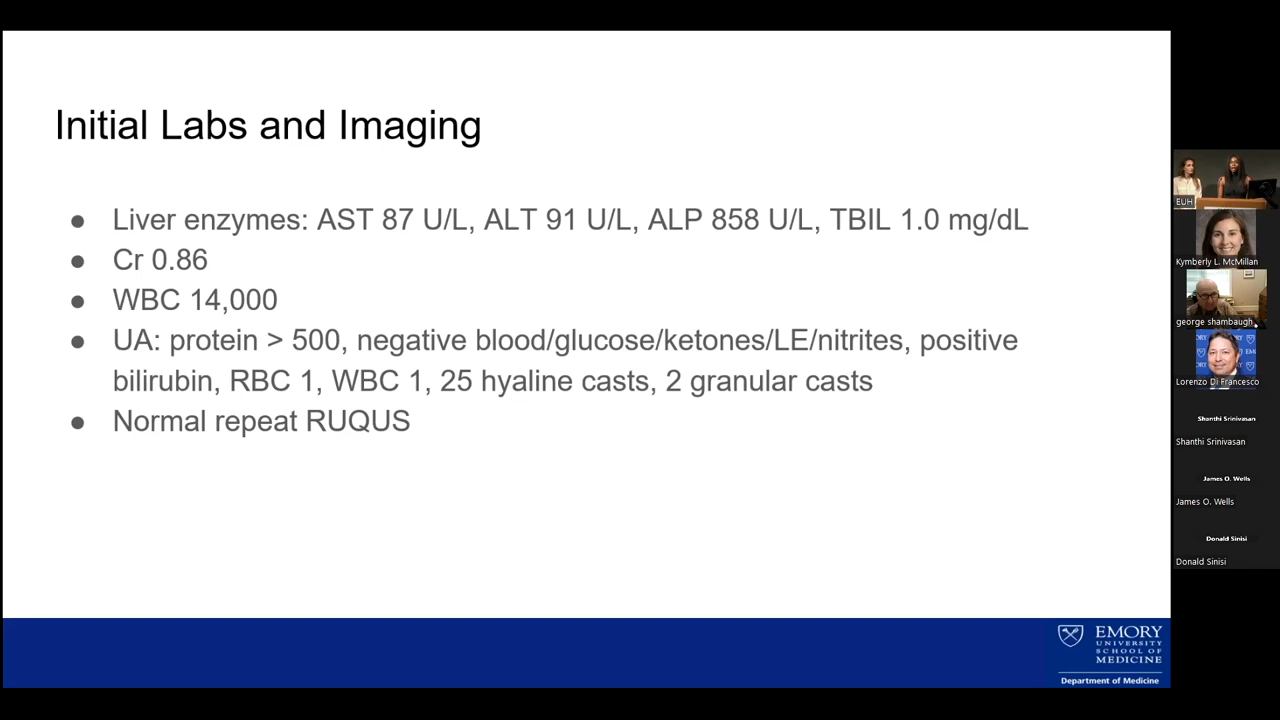 Initial Labs and Imaging
● Liver enzymes: AST 87 U/L, ALT 91 U/L, ALP 858 U/L, TBIL 1.0 mg/dL
● Cr 0.86
● WBC 14,000
● UA: protein > 500, negative blood/glucose/ketones/LE/nitrites, positive
bilirubin, RBC 1, WBC 1, 25 hyaline casts, 2 granular casts
● Normal repeat RUQUS
EMORY
UNIVERSITY
SCHOOL OF
MEDICINE
Department of Medicine
EUH
Kymberly L. McMillan
george shambaugh
Lorenzo Di Francesco
Shanthi Srinivasan
Shanthi Srinivasan
James O. Wells
James O. Wells
Donald Sinisi
Donald Sinisi